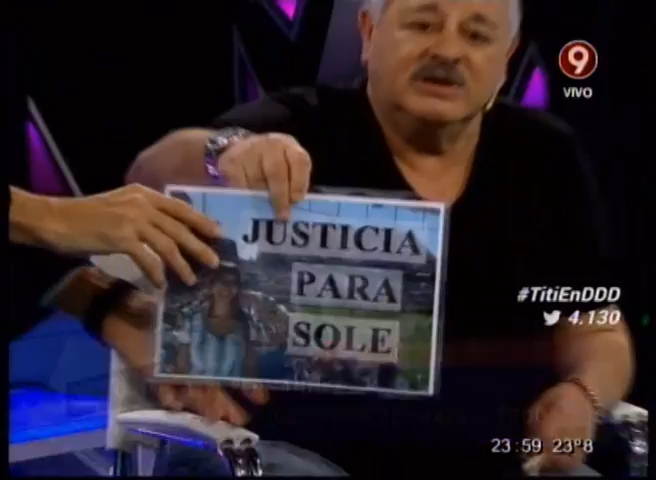 9
VIVO
JUSTICIA
PARA
SOLE
#TitiEnDDD
4.130
23:59 23°8